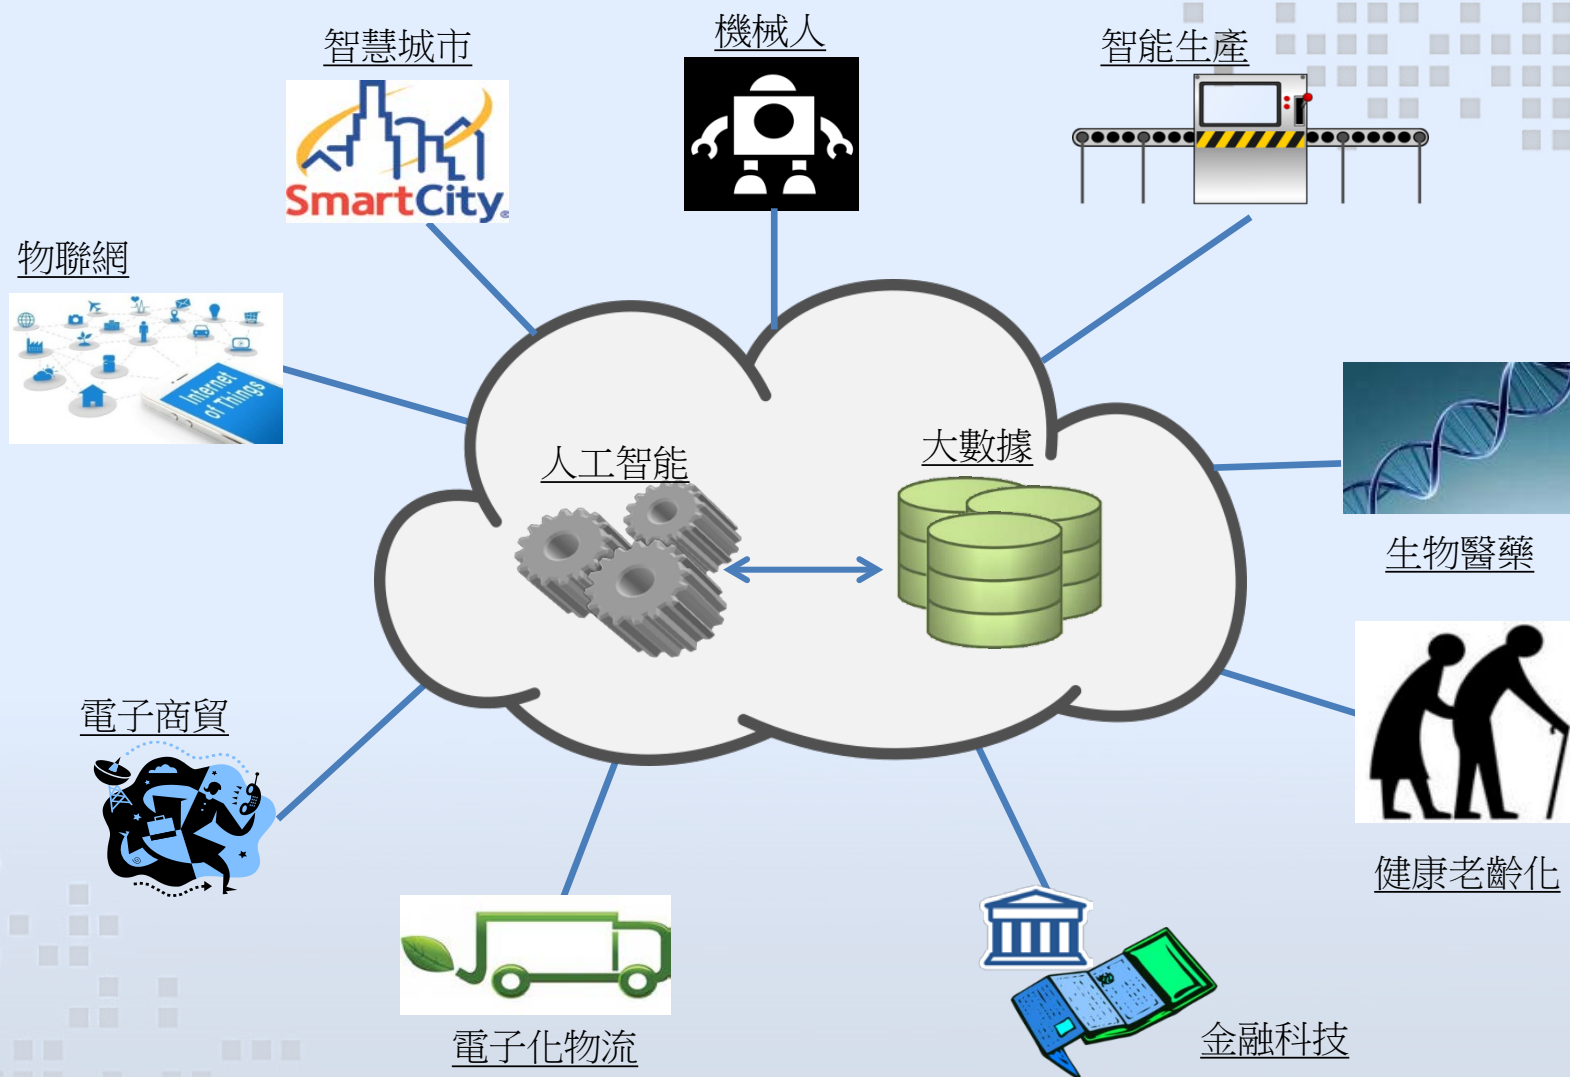 智慧城市
機械人
智能生產
SmartCity
物聯網
Internet
of Things
人工智能
大數據
生物醫藥
電子商貿
健康老齡化
電子化物流
金融科技